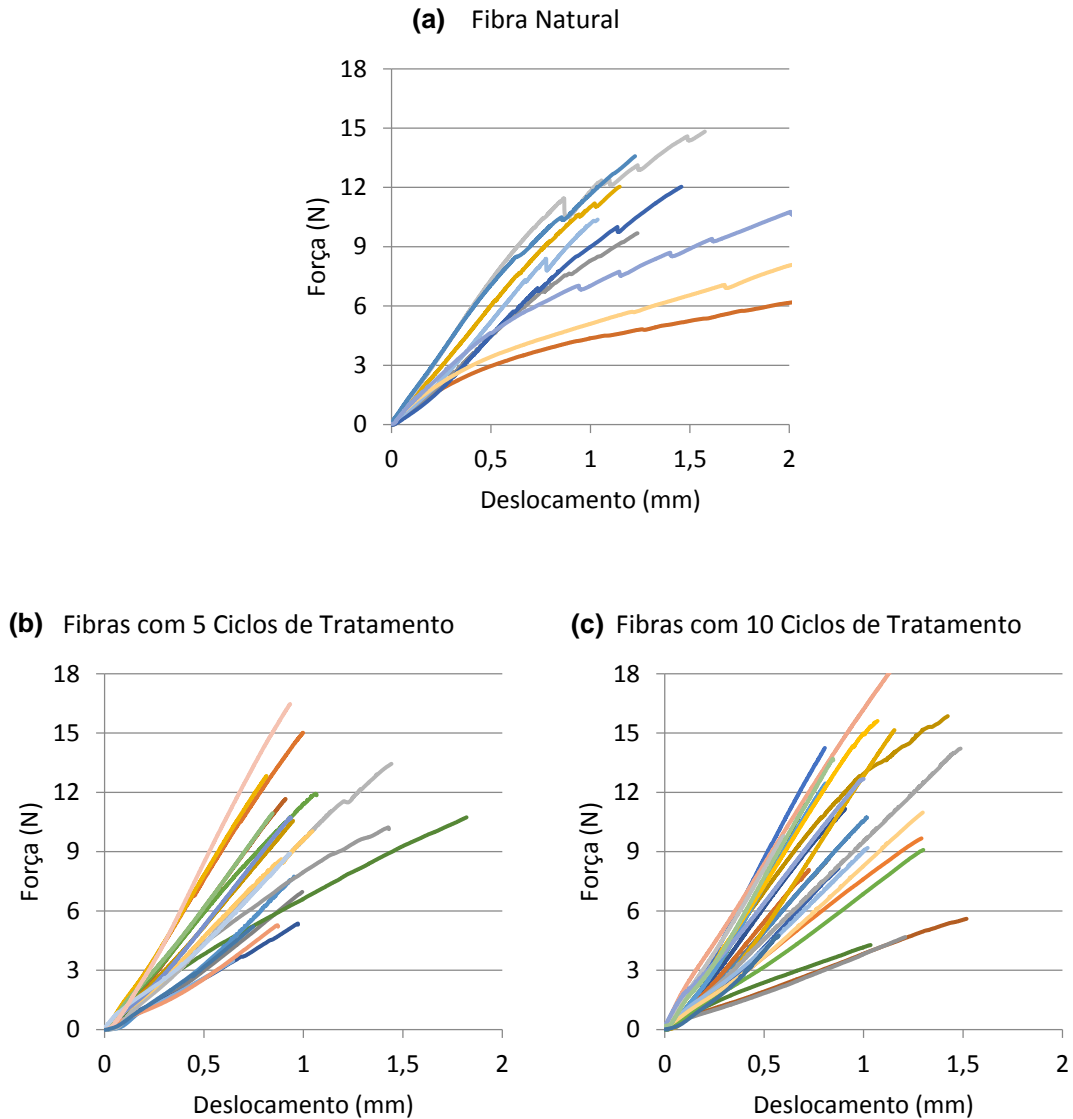 (a) Fibra Natural
18
15
12
9
6
3
0
Força (N)
0 0,5 1 1,5 2
Deslocamento (mm)
(b) Fibras com 5 Ciclos de Tratamento
18
15
12
9
6
3
0
Força (N)
0 0,5 1 1,5 2
Deslocamento (mm)
(c) Fibras com 10 Ciclos de Tratamento
18
15
12
9
6
3
0
Força (N)
0 0,5 1 1,5 2
Deslocamento (mm)